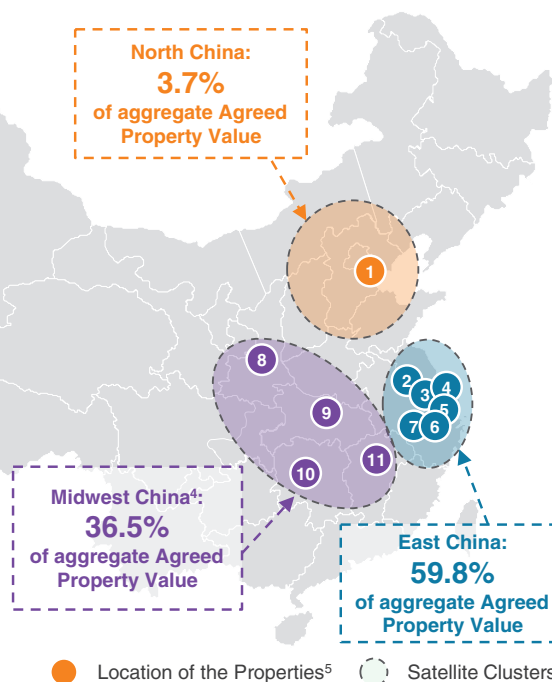 North China:
3.7%
of aggregate Agreed
Property Value
1
8
2
3
4
5
9
7
6
10
11
Midwest China⁴:
36.5%
of aggregate Agreed
Property Value
East China:
59.8%
of aggregate Agreed
Property Value
Location of the Properties⁵
Satellite Clusters